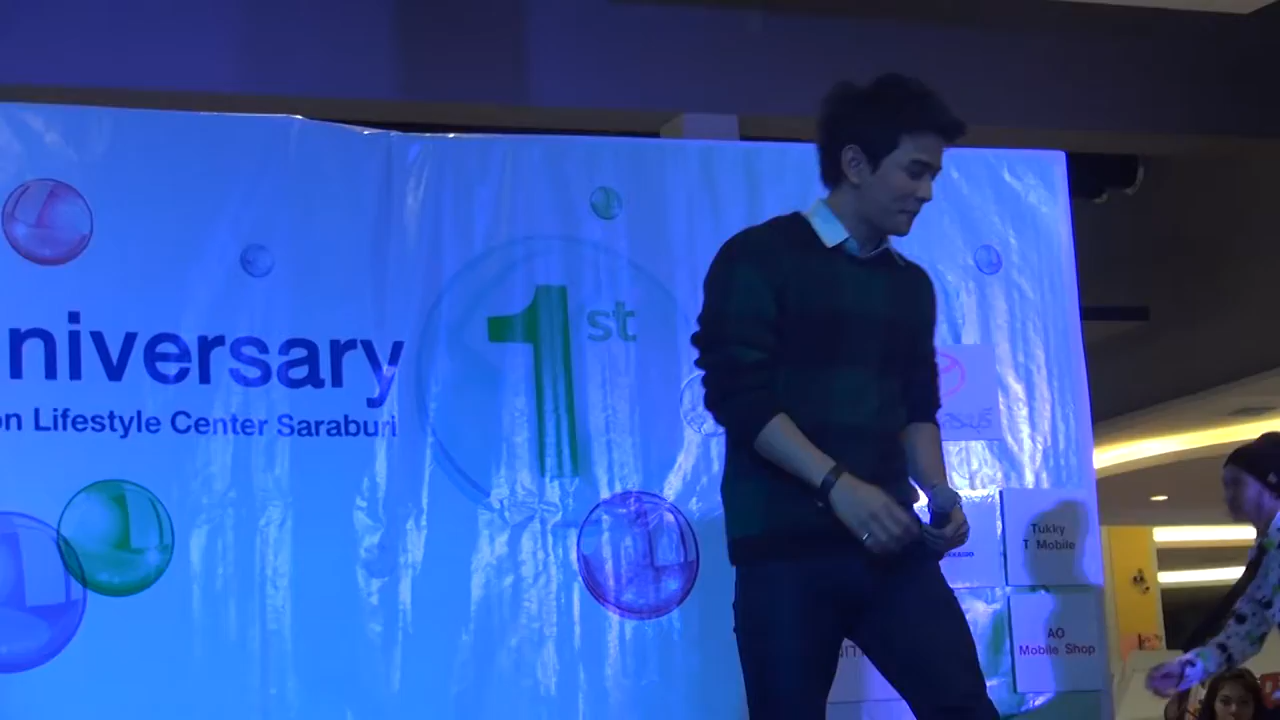 niversary
on Lifestyle Center Saraburi
1st
Tukky
T Mobile
AO
Mobile Shop